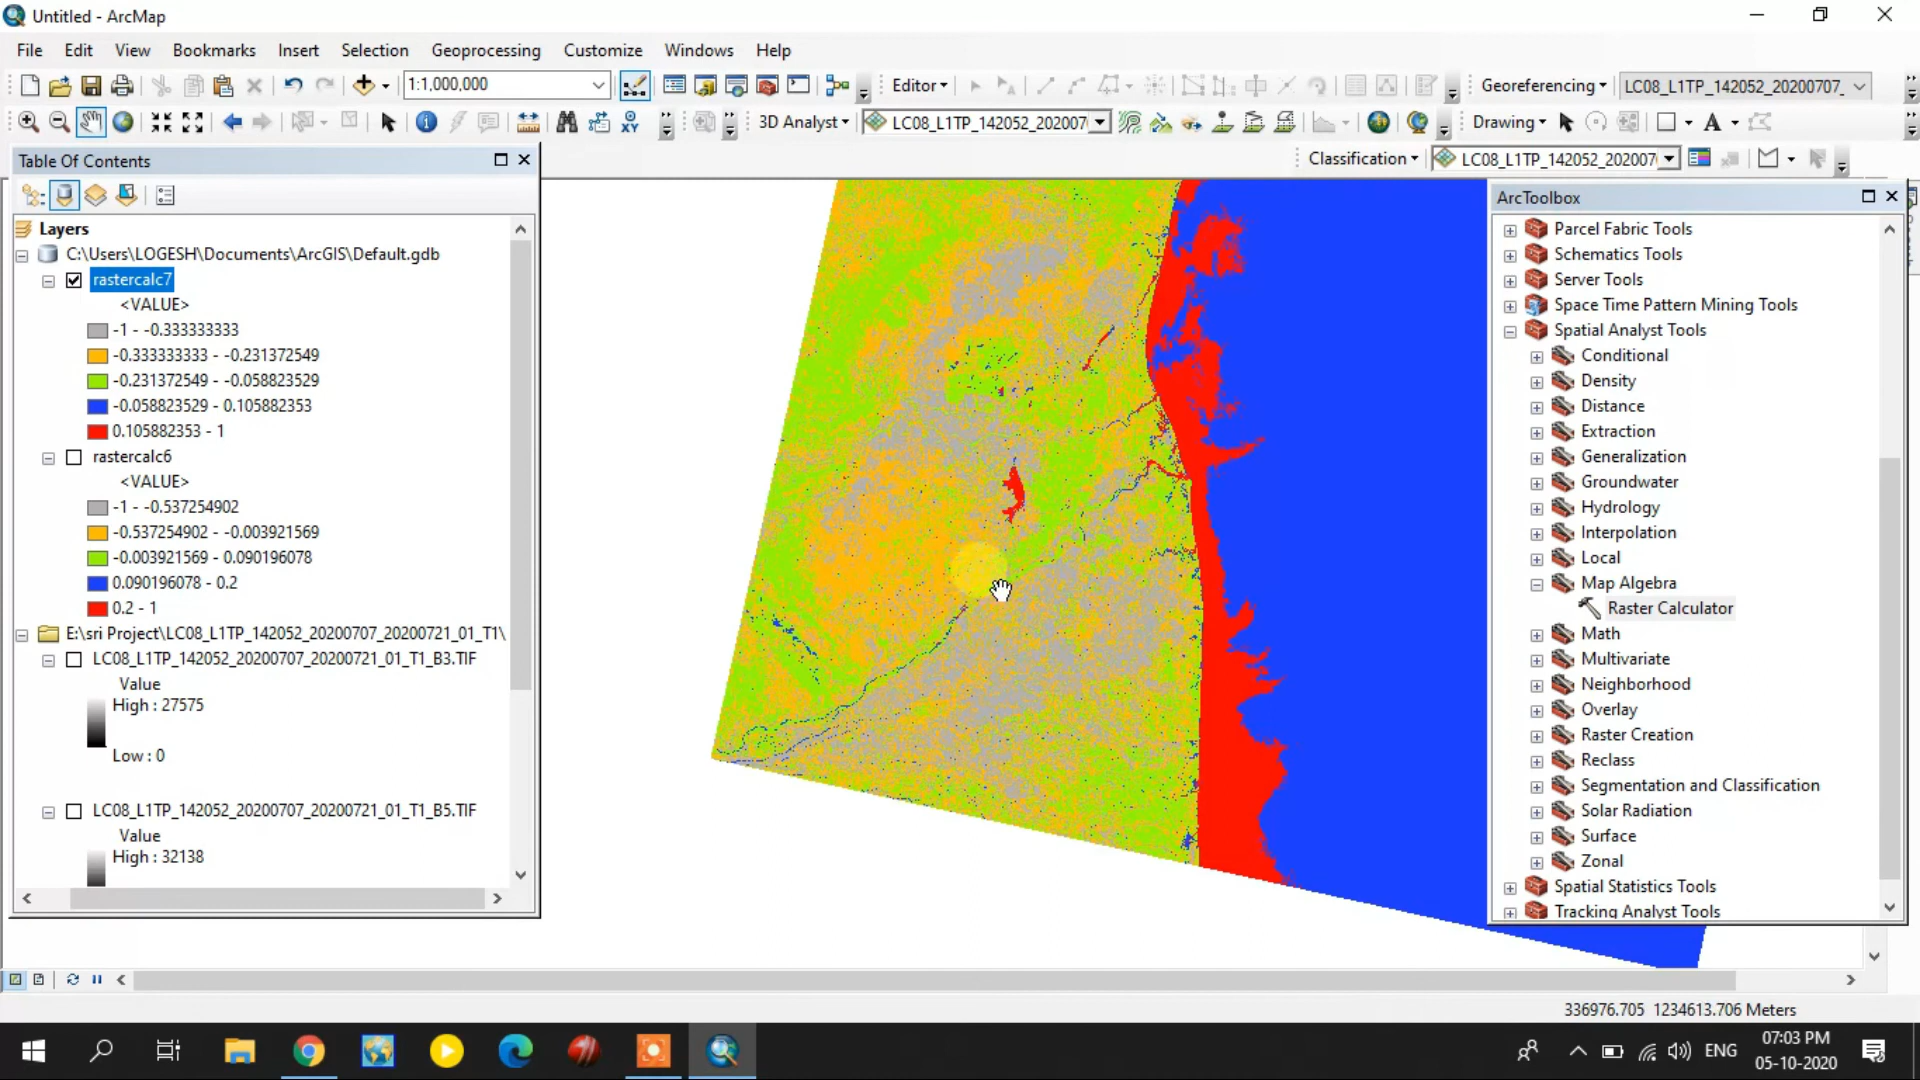 Untitled - ArcMap
File Edit View Bookmarks Insert Selection Geoprocessing Customize Windows Help
1:1,000,000 Editor Georeferencing LC08_L1TP_142052_20200707_
3D Analyst LC08_L1TP_142052_202007 Drawing A
Classification LC08_L1TP_142052_202007
Table Of Contents
Layers
C:\Users\LOGESH\Documents\ArcGIS\Default.gdb
rastercalc7
<VALUE>
-1 - -0.333333333
-0.333333333 - -0.231372549
-0.231372549 - -0.058823529
-0.058823529 - 0.105882353
0.105882353 - 1
rastercalc6
<VALUE>
-1 - -0.537254902
-0.537254902 - -0.003921569
-0.003921569 - 0.090196078
0.090196078 - 0.2
0.2 - 1
E:\sri Project\LC08_L1TP_142052_20200707_20200721_01_T1\
LC08_L1TP_142052_20200707_20200721_01_T1_B3.TIF
Value
High : 27575
Low : 0
LC08_L1TP_142052_20200707_20200721_01_T1_B5.TIF
Value
High : 32138
ArcToolbox
Parcel Fabric Tools
Schematics Tools
Server Tools
Space Time Pattern Mining Tools
Spatial Analyst Tools
Conditional
Density
Distance
Extraction
Generalization
Groundwater
Hydrology
Interpolation
Local
Map Algebra
Raster Calculator
Math
Multivariate
Neighborhood
Overlay
Raster Creation
Reclass
Segmentation and Classification
Solar Radiation
Surface
Zonal
Spatial Statistics Tools
Tracking Analyst Tools
336976.705 1234613.706 Meters
ENG
07:03 PM
05-10-2020